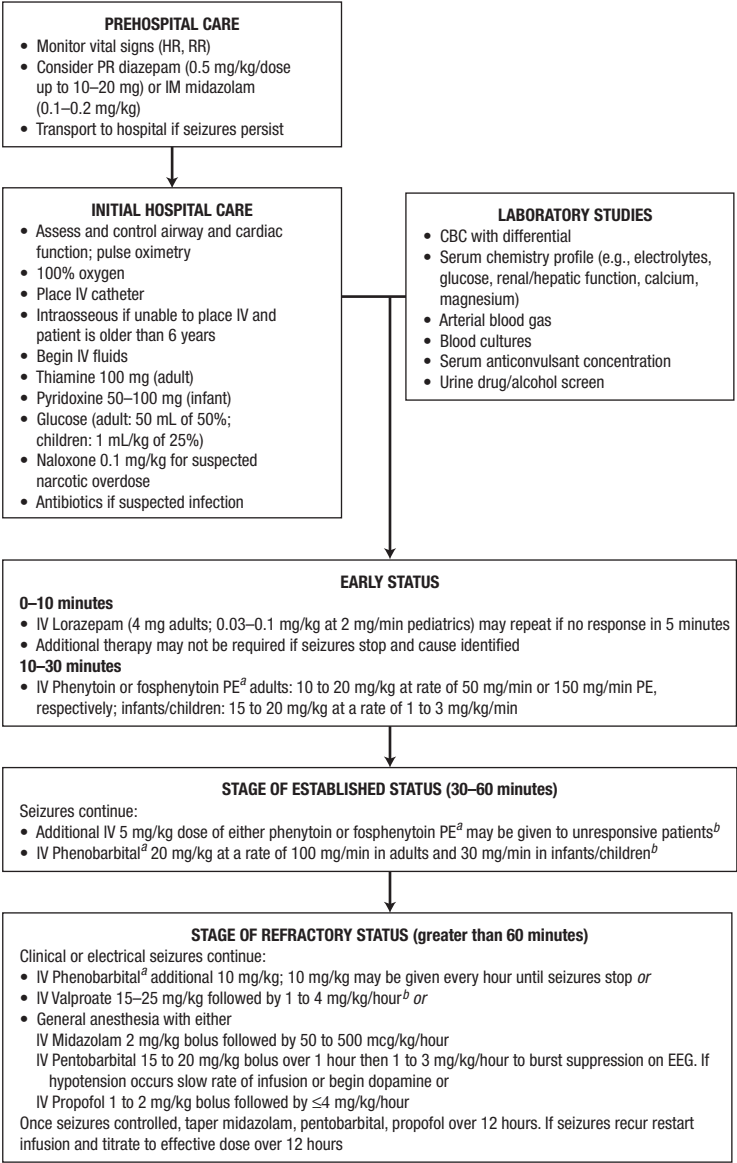 PREHOSPITAL CARE
• Monitor vital signs (HR, RR)
• Consider PR diazepam (0.5 mg/kg/dose
up to 10–20 mg) or IM midazolam
(0.1–0.2 mg/kg)
• Transport to hospital if seizures persist
INITIAL HOSPITAL CARE
• Assess and control airway and cardiac
function; pulse oximetry
• 100% oxygen
• Place IV catheter
• Intraosseous if unable to place IV and
patient is older than 6 years
• Begin IV fluids
• Thiamine 100 mg (adult)
• Pyridoxine 50–100 mg (infant)
• Glucose (adult: 50 mL of 50%;
children: 1 mL/kg of 25%)
• Naloxone 0.1 mg/kg for suspected
narcotic overdose
• Antibiotics if suspected infection
LABORATORY STUDIES
• CBC with differential
• Serum chemistry profile (e.g., electrolytes,
glucose, renal/hepatic function, calcium,
magnesium)
• Arterial blood gas
• Blood cultures
• Serum anticonvulsant concentration
• Urine drug/alcohol screen
EARLY STATUS
0–10 minutes
• IV Lorazepam (4 mg adults; 0.03–0.1 mg/kg at 2 mg/min pediatrics) may repeat if no response in 5 minutes
• Additional therapy may not be required if seizures stop and cause identified
10–30 minutes
• IV Phenytoin or fosphenytoin PEa adults: 10 to 20 mg/kg at rate of 50 mg/min or 150 mg/min PE,
respectively; infants/children: 15 to 20 mg/kg at a rate of 1 to 3 mg/kg/min
STAGE OF ESTABLISHED STATUS (30–60 minutes)
Seizures continue:
• Additional IV 5 mg/kg dose of either phenytoin or fosphenytoin PEa may be given to unresponsive patientsb
• IV Phenobarbitala 20 mg/kg at a rate of 100 mg/min in adults and 30 mg/min in infants/childrenb
STAGE OF REFRACTORY STATUS (greater than 60 minutes)
Clinical or electrical seizures continue:
• IV Phenobarbitala additional 10 mg/kg; 10 mg/kg may be given every hour until seizures stop or
• IV Valproate 15–25 mg/kg followed by 1 to 4 mg/kg/hourb or
• General anesthesia with either
IV Midazolam 2 mg/kg bolus followed by 50 to 500 mcg/kg/hour
IV Pentobarbital 15 to 20 mg/kg bolus over 1 hour then 1 to 3 mg/kg/hour to burst suppression on EEG. If
hypotension occurs slow rate of infusion or begin dopamine or
IV Propofol 1 to 2 mg/kg bolus followed by ≤4 mg/kg/hour
Once seizures controlled, taper midazolam, pentobarbital, propofol over 12 hours. If seizures recur restart
infusion and titrate to effective dose over 12 hours